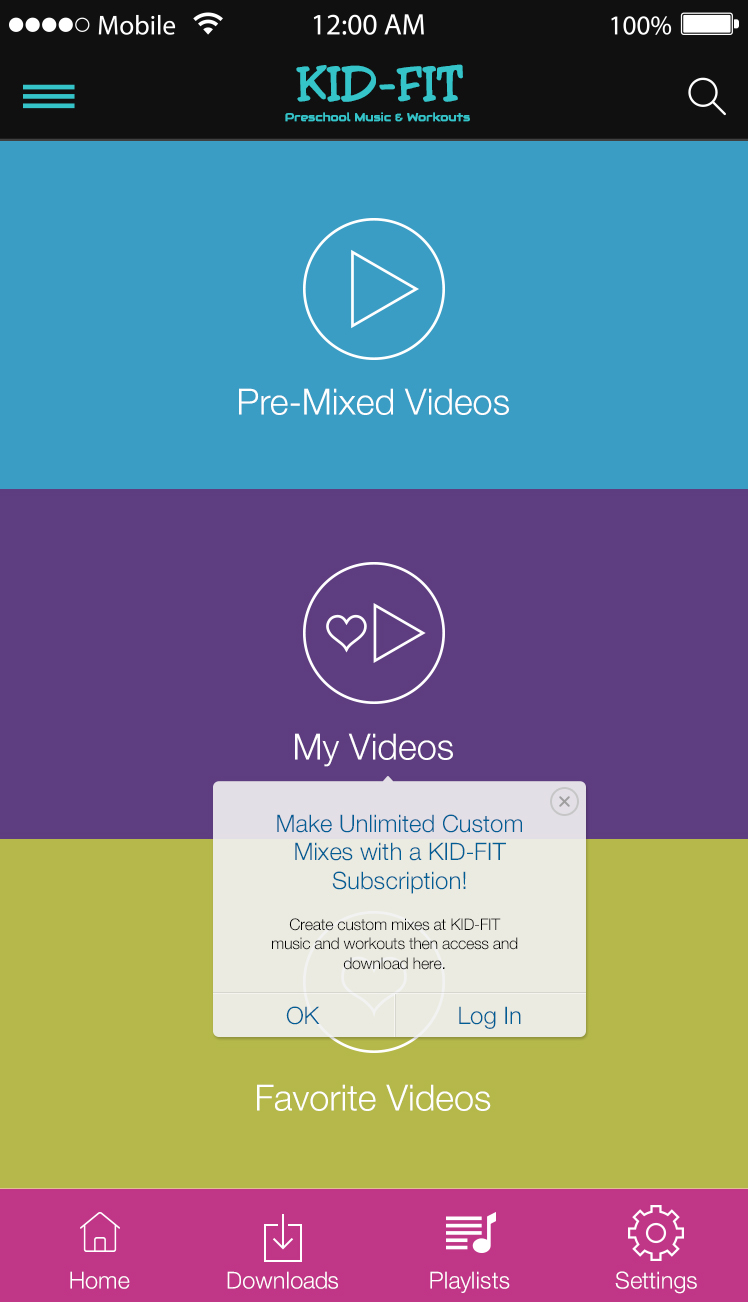 Mobile 12:00 AM 100%
KID-FIT
Preschool Music & Workouts
Pre-Mixed Videos
My Videos
Make Unlimited Custom
Mixes with a KID-FIT
Subscription!
Create custom mixes at KID-FIT
music and workouts then access and
download here.
OK Log In
Favorite Videos
Home Downloads Playlists Settings